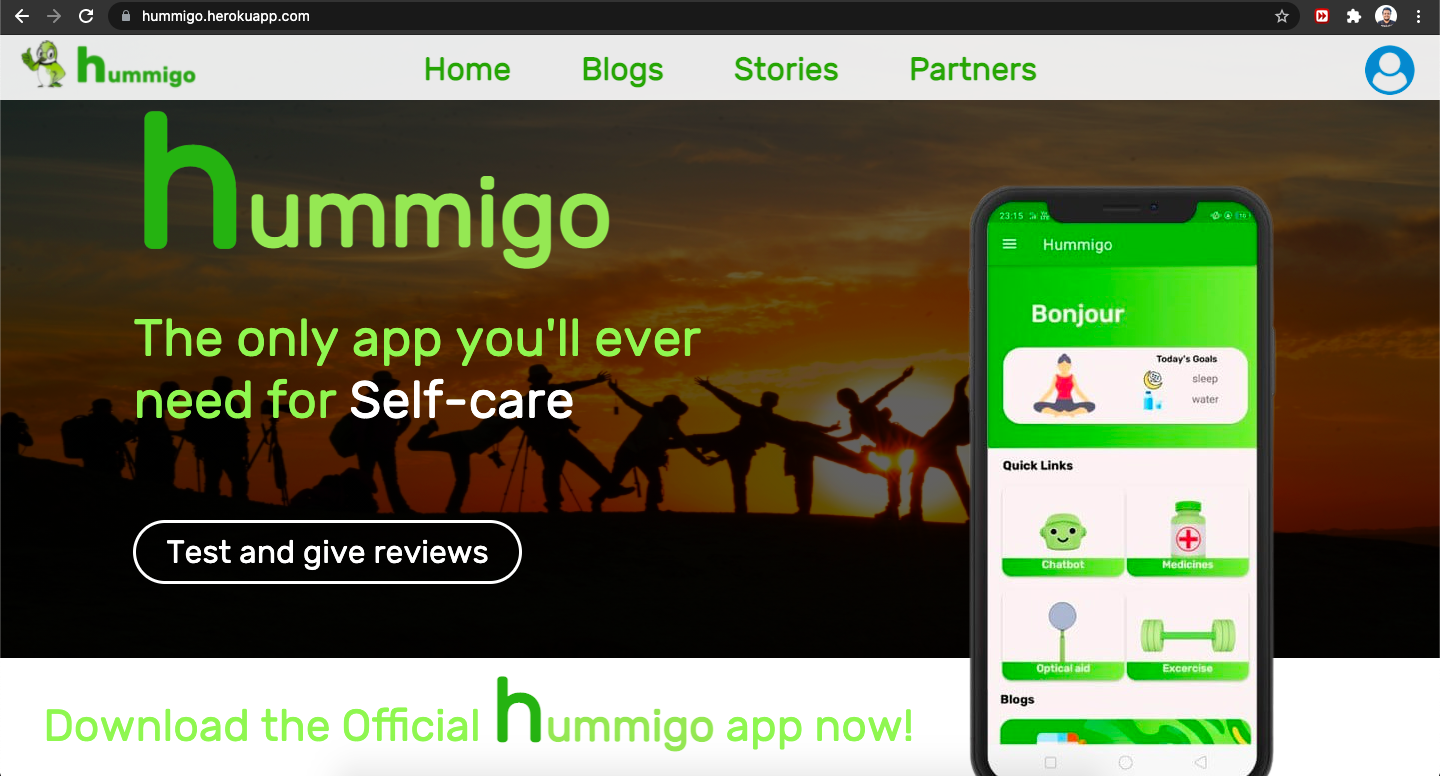 hummigo.herokuapp.com
hummigo
Home Blogs Stories Partners
hummigo
The only app you'll ever
need for Self-care
Test and give reviews
23:15
Hummigo
Bonjour
Today's Goals
sleep
water
Quick Links
Chatbot Medicines
Optical aid Excercise
Blogs
Download the Official hummigo app now!